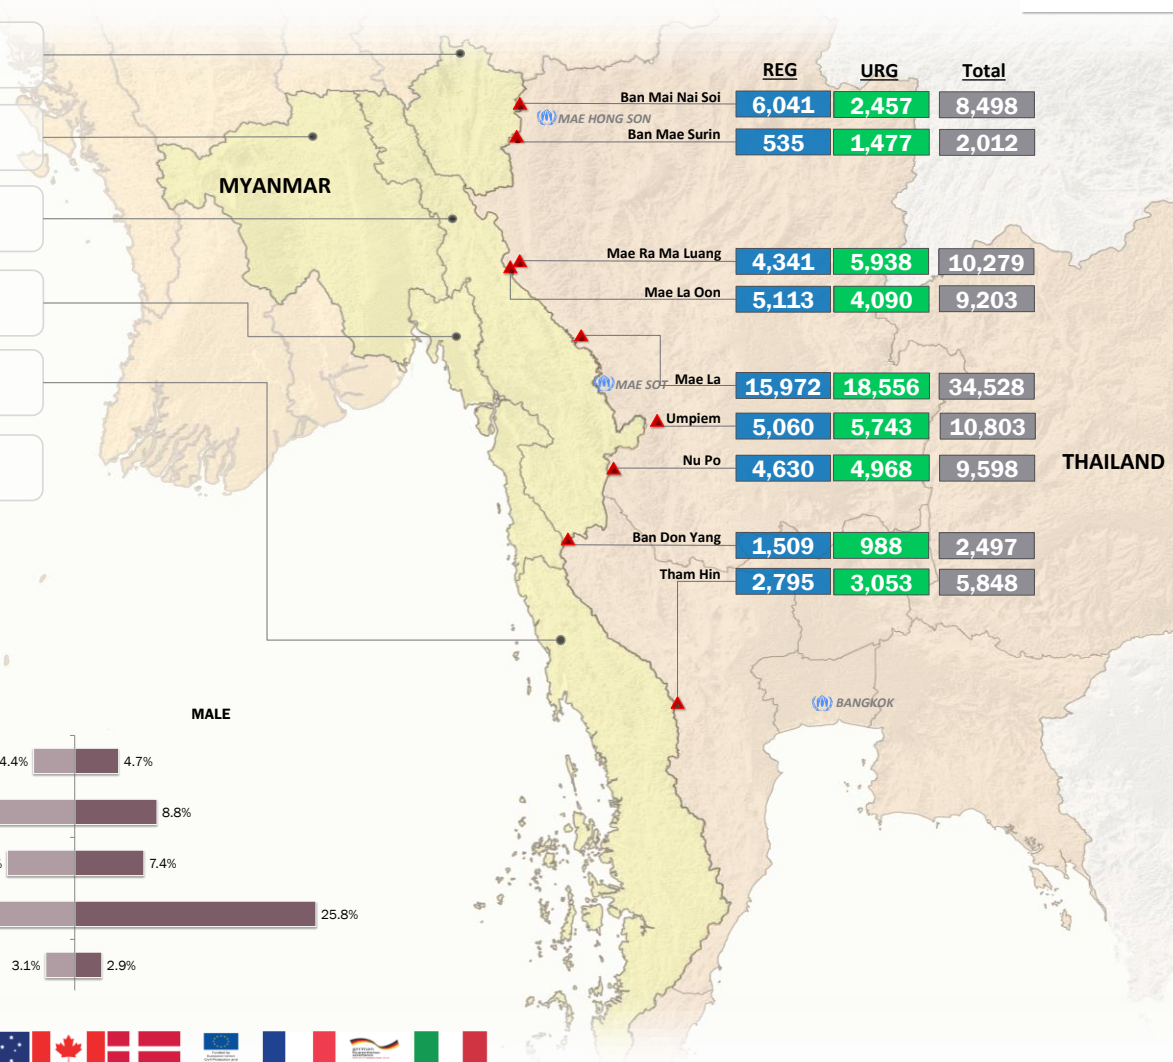 REG URG Total
Ban Mai Nai Soi 6,041 2,457 8,498
MAE HONG SON
Ban Mae Surin 535 1,477 2,012
MYANMAR
Mae Ra Ma Luang 4,341 5,938 10,279
Mae La Oon 5,113 4,090 9,203
MAE SOT
Mae La 15,972 18,556 34,528
Umpiem 5,060 5,743 10,803
Nu Po 4,630 4,968 9,598
THAILAND
Ban Don Yang 1,509 988 2,497
Tham Hin 2,795 3,053 5,848
BANGKOK
MALE
4.4% 4.7%
8.8%
% 7.4%
25.8%
3.1% 2.9%